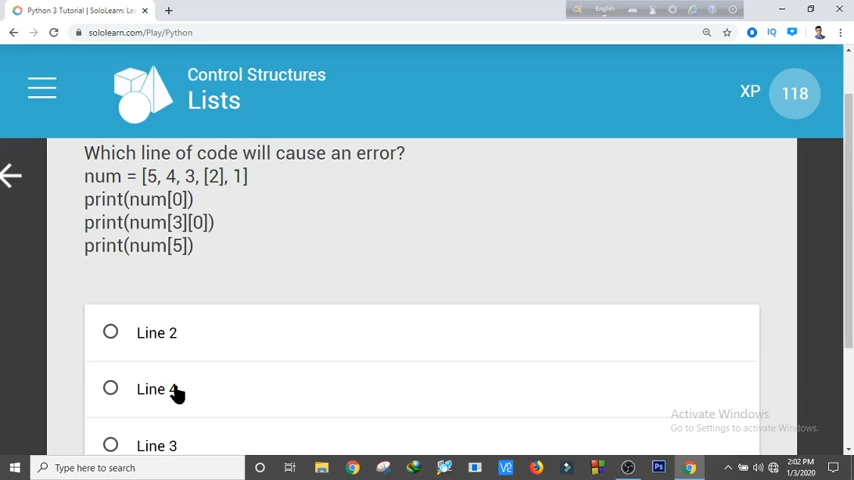 Python 3 Tutorial | SoloLearn: Le
English
sololearn.com/Play/Python
IQ
Control Structures
Lists
XP
118
Which line of code will cause an error?
num = [5, 4, 3, [2], 1]
print(num[0])
print(num[3][0])
print(num[5])
Line 2
Line 4
Line 3
Activate Windows
Go to Settings to activate Windows.
Type here to search
Ps
2:02 PM
1/3/2020